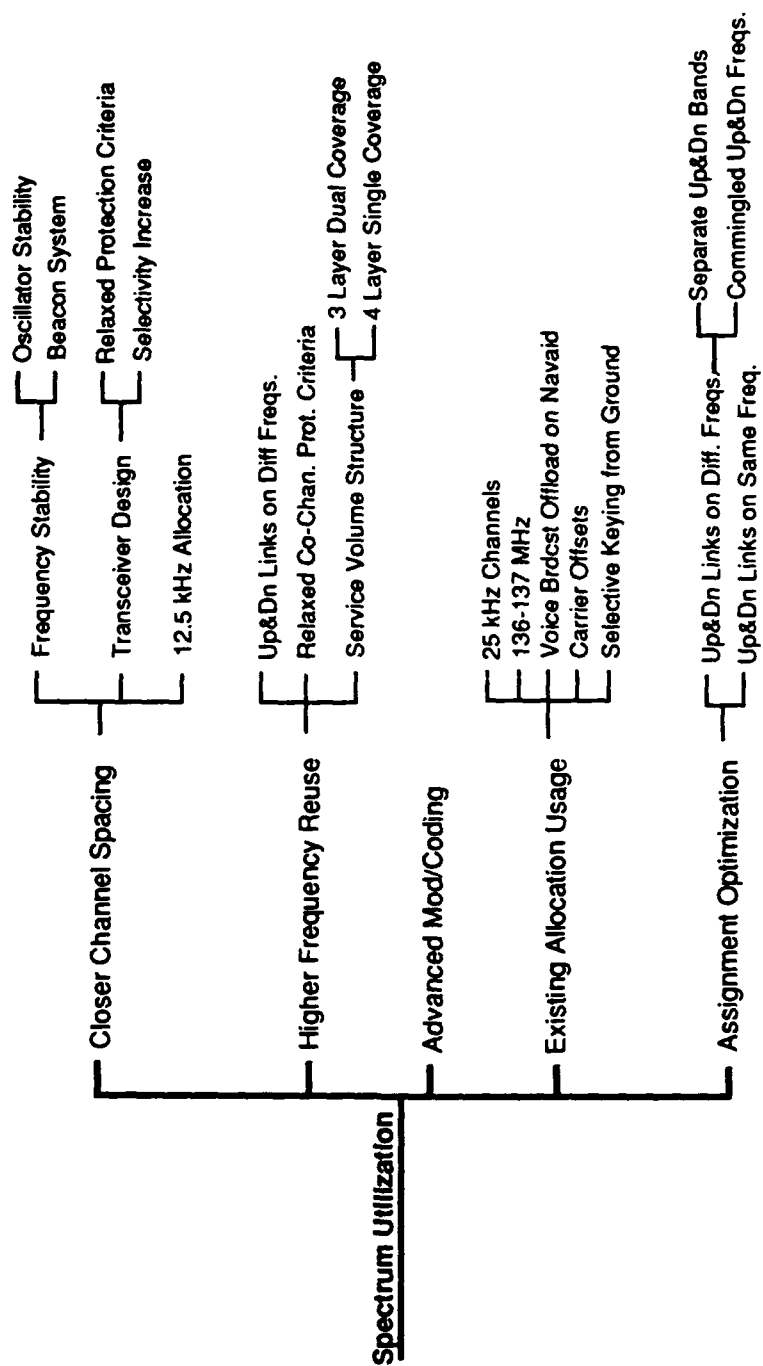 Spectrum Utilization
Closer Channel Spacing
Frequency Stability
Oscillator Stability
Beacon System
Transceiver Design
Relaxed Protection Criteria
Selectivity Increase
12.5 kHz Allocation
Higher Frequency Reuse
Up&Dn Links on Diff Freqs.
Relaxed Co-Chan. Prot. Criteria
Service Volume Structure
3 Layer Dual Coverage
4 Layer Single Coverage
Advanced Mod/Coding
Existing Allocation Usage
25 kHz Channels
136-137 MHz
Voice Brdcst Offload on Navaid
Carrier Offsets
Selective Keying from Ground
Assignment Optimization
Up&Dn Links on Diff. Freqs.
Separate Up&Dn Bands
Commingled Up&Dn Freqs.
Up&Dn Links on Same Freq.